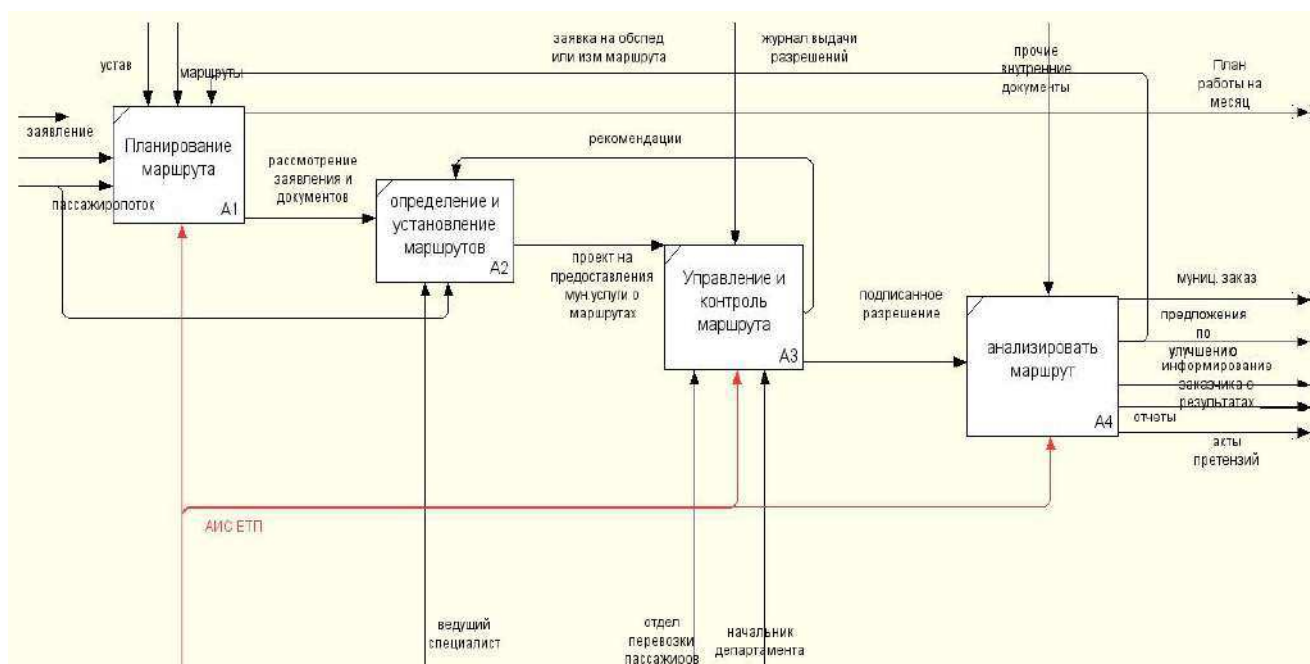 устав
маршруты
заявка на обслед
или изм маршрута
журнал выдачи
разрешений
прочие
внутренние
документы
План
работы на
месяц
заявление
Планирование
маршрута
A1
пассажиропоток
рассмотрение
заявления и
документов
рекомендации
определение и
установление
маршрутов
A2
проект на
предоставления
мун.услуги о
маршрутах
Управление и
контроль
маршрута
A3
подписанное
разрешение
анализировать
маршрут
A4
муниц. заказ
предложения
по
улучшению
информирование
заказчика о
результатах
отчеты
акты
претензий
АИС ЕТП
ведущий
специалист
отдел
перевозки
пассажиров
начальник
департамента